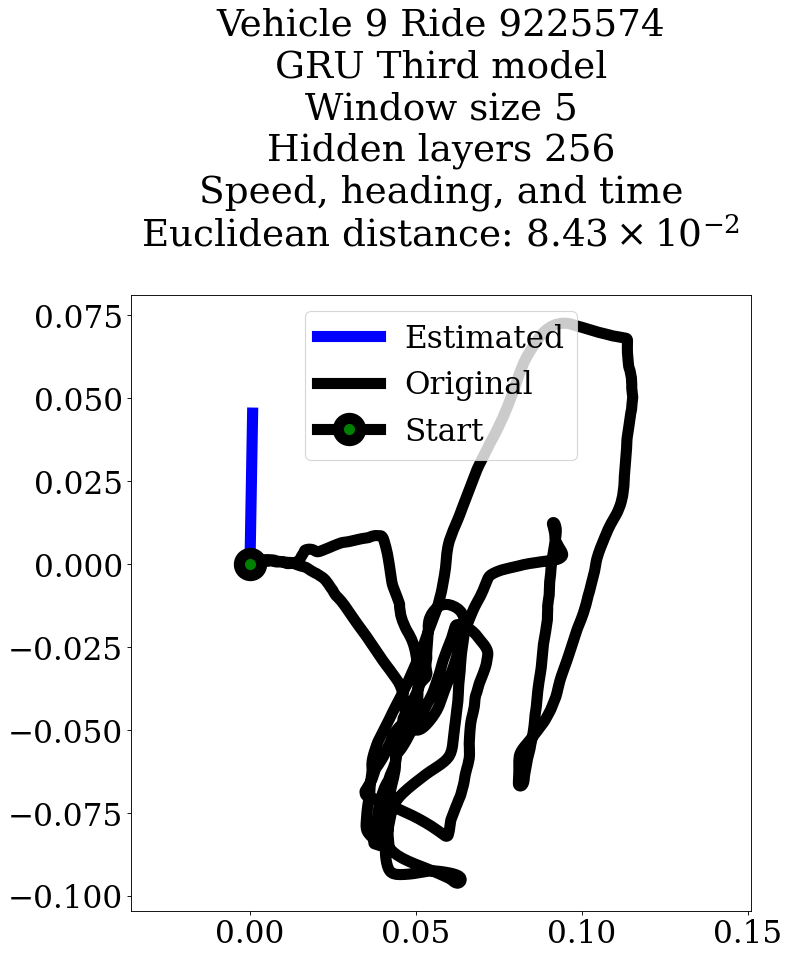 Vehicle 9 Ride 9225574
GRU Third model
Window size 5
Hidden layers 256
Speed, heading, and time
Euclidean distance: 8.43 × 10⁻²
Estimated
Original
Start
0.075
0.050
0.025
0.000
−0.025
−0.050
−0.075
−0.100
0.00 0.05 0.10 0.15